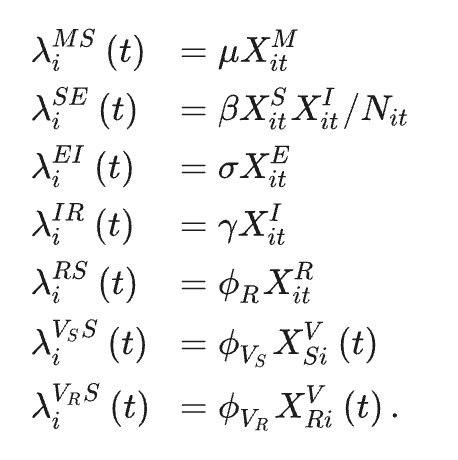 λ_i^{MS} (t) = μX_{it}^M
λ_i^{SE} (t) = βX_{it}^S X_{it}^I / N_{it}
λ_i^{EI} (t) = σX_{it}^E
λ_i^{IR} (t) = γX_{it}^I
λ_i^{RS} (t) = ϕ_R X_{it}^R
λ_i^{V_S S} (t) = ϕ_{V_S} X_{Si}^V (t)
λ_i^{V_R S} (t) = ϕ_{V_R} X_{Ri}^V (t) .